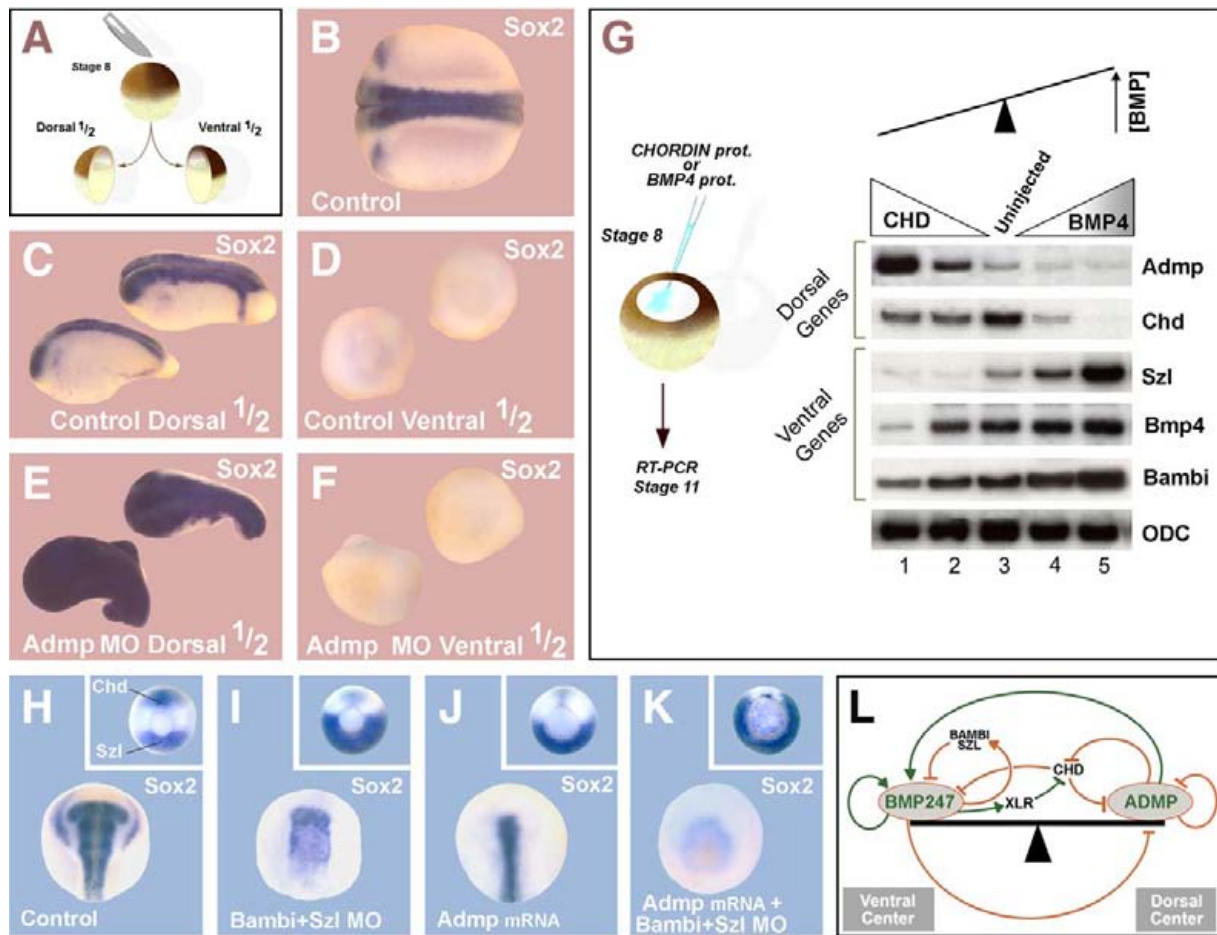 A
Stage 8
Dorsal 1/2
Ventral 1/2
B
Sox2
Control
C
Sox2
Control Dorsal 1/2
D
Sox2
Control Ventral 1/2
E
Sox2
Admp MO Dorsal 1/2
F
Sox2
Admp MO Ventral 1/2
G
[BMP]
CHORDIN prot.
or
BMP4 prot.
Stage 8
RT-PCR
Stage 11
CHD
Uninjected
BMP4
Dorsal
Genes
Admp
Chd
Ventral
Genes
Szl
Bmp4
Bambi
ODC
1 2 3 4 5
H
Chd
Szl
Sox2
Control
I
Sox2
Bambi+Szl MO
J
Sox2
Admp mRNA
K
Sox2
Admp mRNA +
Bambi+Szl MO
L
BAMBI
SZL
CHD
BMP247
XLR
ADMP
Ventral
Center
Dorsal
Center